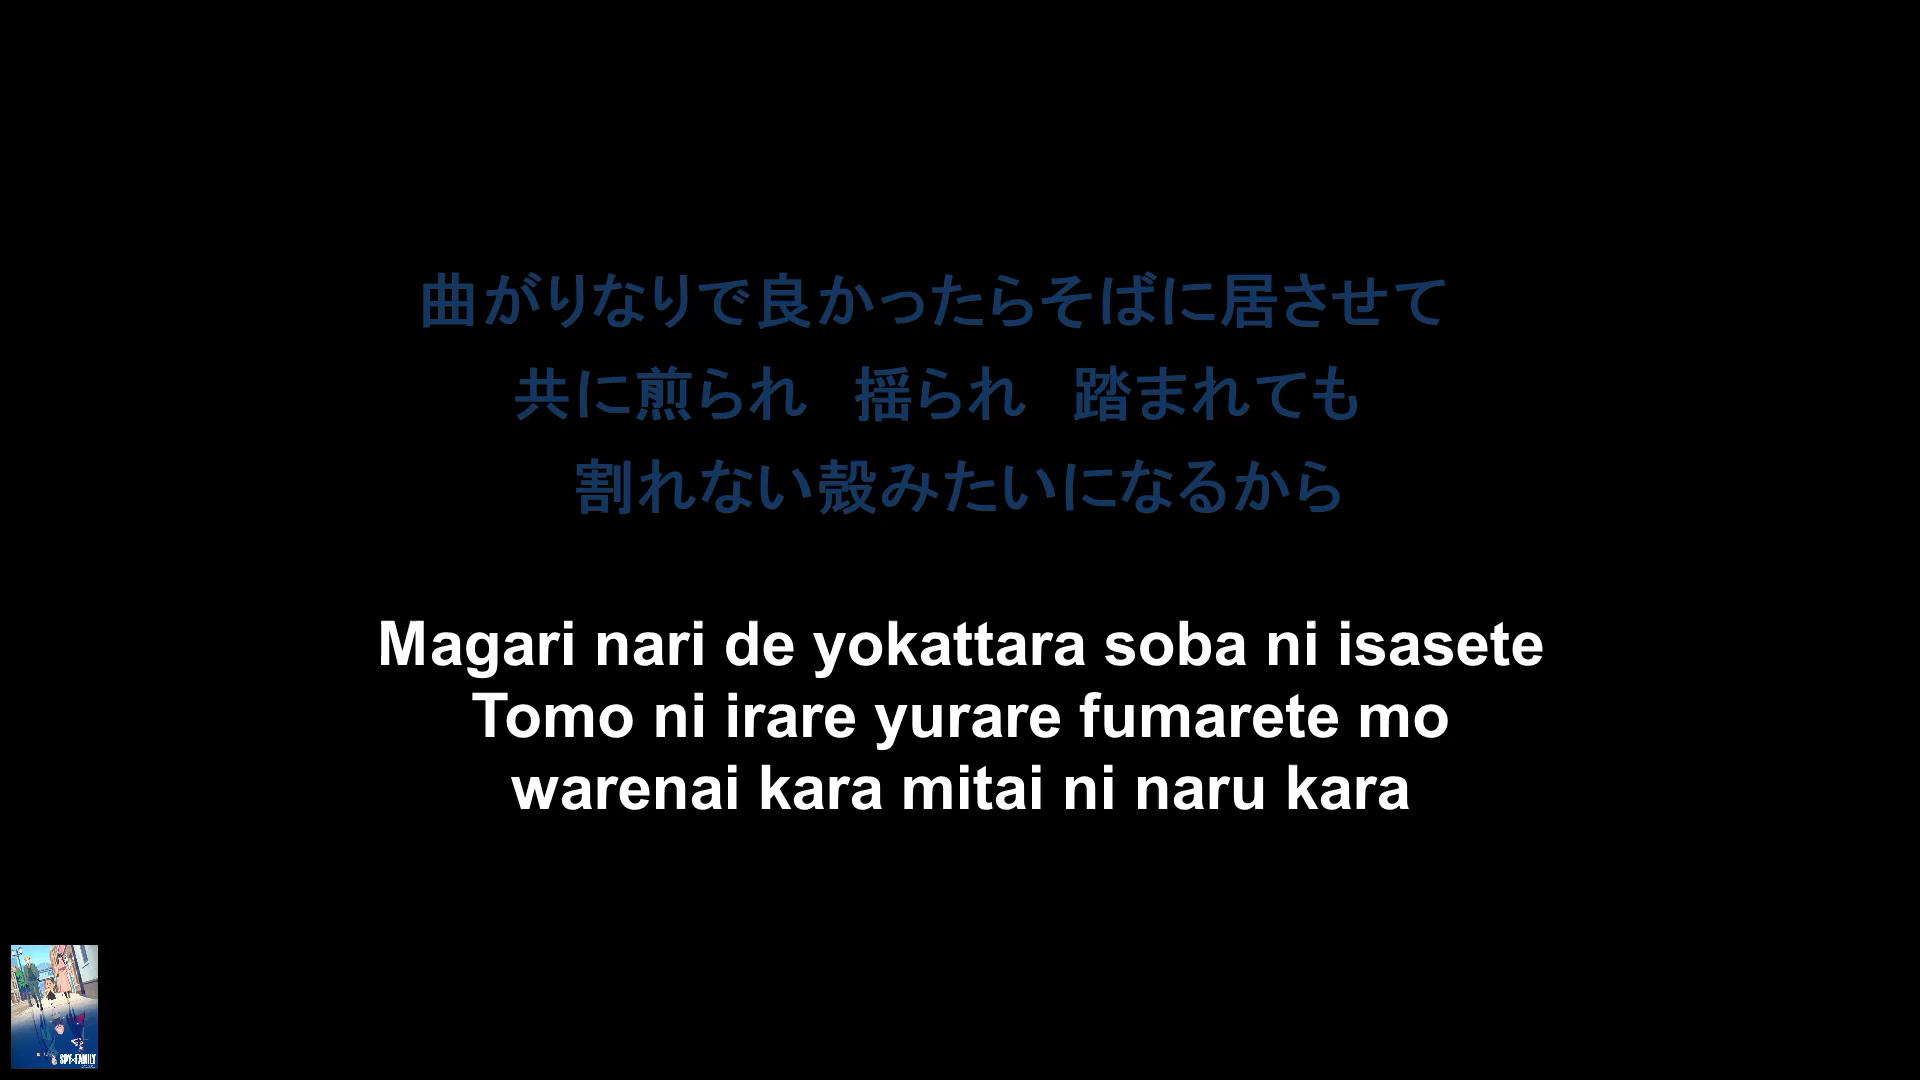 曲がりなりで良かったらそばに居させて
共に煎られ　揺られ　踏まれても
割れない殻みたいになるから
Magari nari de yokattara soba ni isasete
Tomo ni irare yurare fumarete mo
warenai kara mitai ni naru kara
SPY×FAMILY